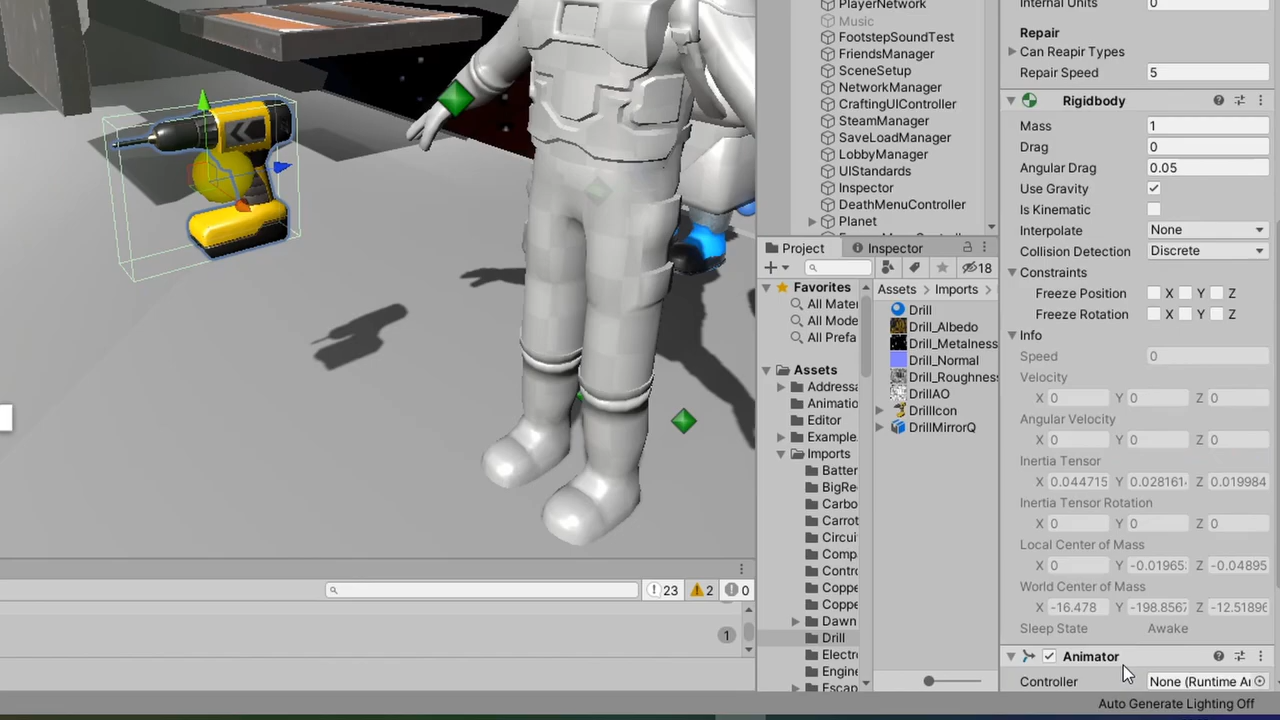 PlayerNetwork
Music
FootstepSoundTest
FriendsManager
SceneSetup
NetworkManager
CraftingUIController
SteamManager
SaveLoadManager
LobbyManager
UIStandards
Inspector
DeathMenuController
Planet
Project
Inspector
18
Favorites
All Mater
All Mode
All Prefa
Assets
Addressa
Animatio
Editor
Example
Imports
Batter
BigRe
Carbo
Carrot
Circui
Comp
Contro
Coppe
Coppe
Dawn
Drill
Electr
Engine
Escap
Assets > Imports >
Drill
Drill_Albedo
Drill_Metalness
Drill_Normal
Drill_Roughness
DrillAO
DrillIcon
DrillMirrorQ
Internal Units 0
Repair
Can Reapir Types
Repair Speed 5
Rigidbody
Mass 1
Drag 0
Angular Drag 0.05
Use Gravity
Is Kinematic
Interpolate None
Collision Detection Discrete
Constraints
Freeze Position X Y Z
Freeze Rotation X Y Z
Info
Speed 0
Velocity
X 0 Y 0 Z 0
Angular Velocity
X 0 Y 0 Z 0
Inertia Tensor
X 0.044715 Y 0.028161 Z 0.019984
Inertia Tensor Rotation
X 0 Y 0 Z 0
Local Center of Mass
X 0 Y -0.01965 Z -0.04895
World Center of Mass
X -16.478 Y -198.8567 Z -12.51896
Sleep State Awake
Animator
Controller None (Runtime Ar
23 2 0
1
Auto Generate Lighting Off